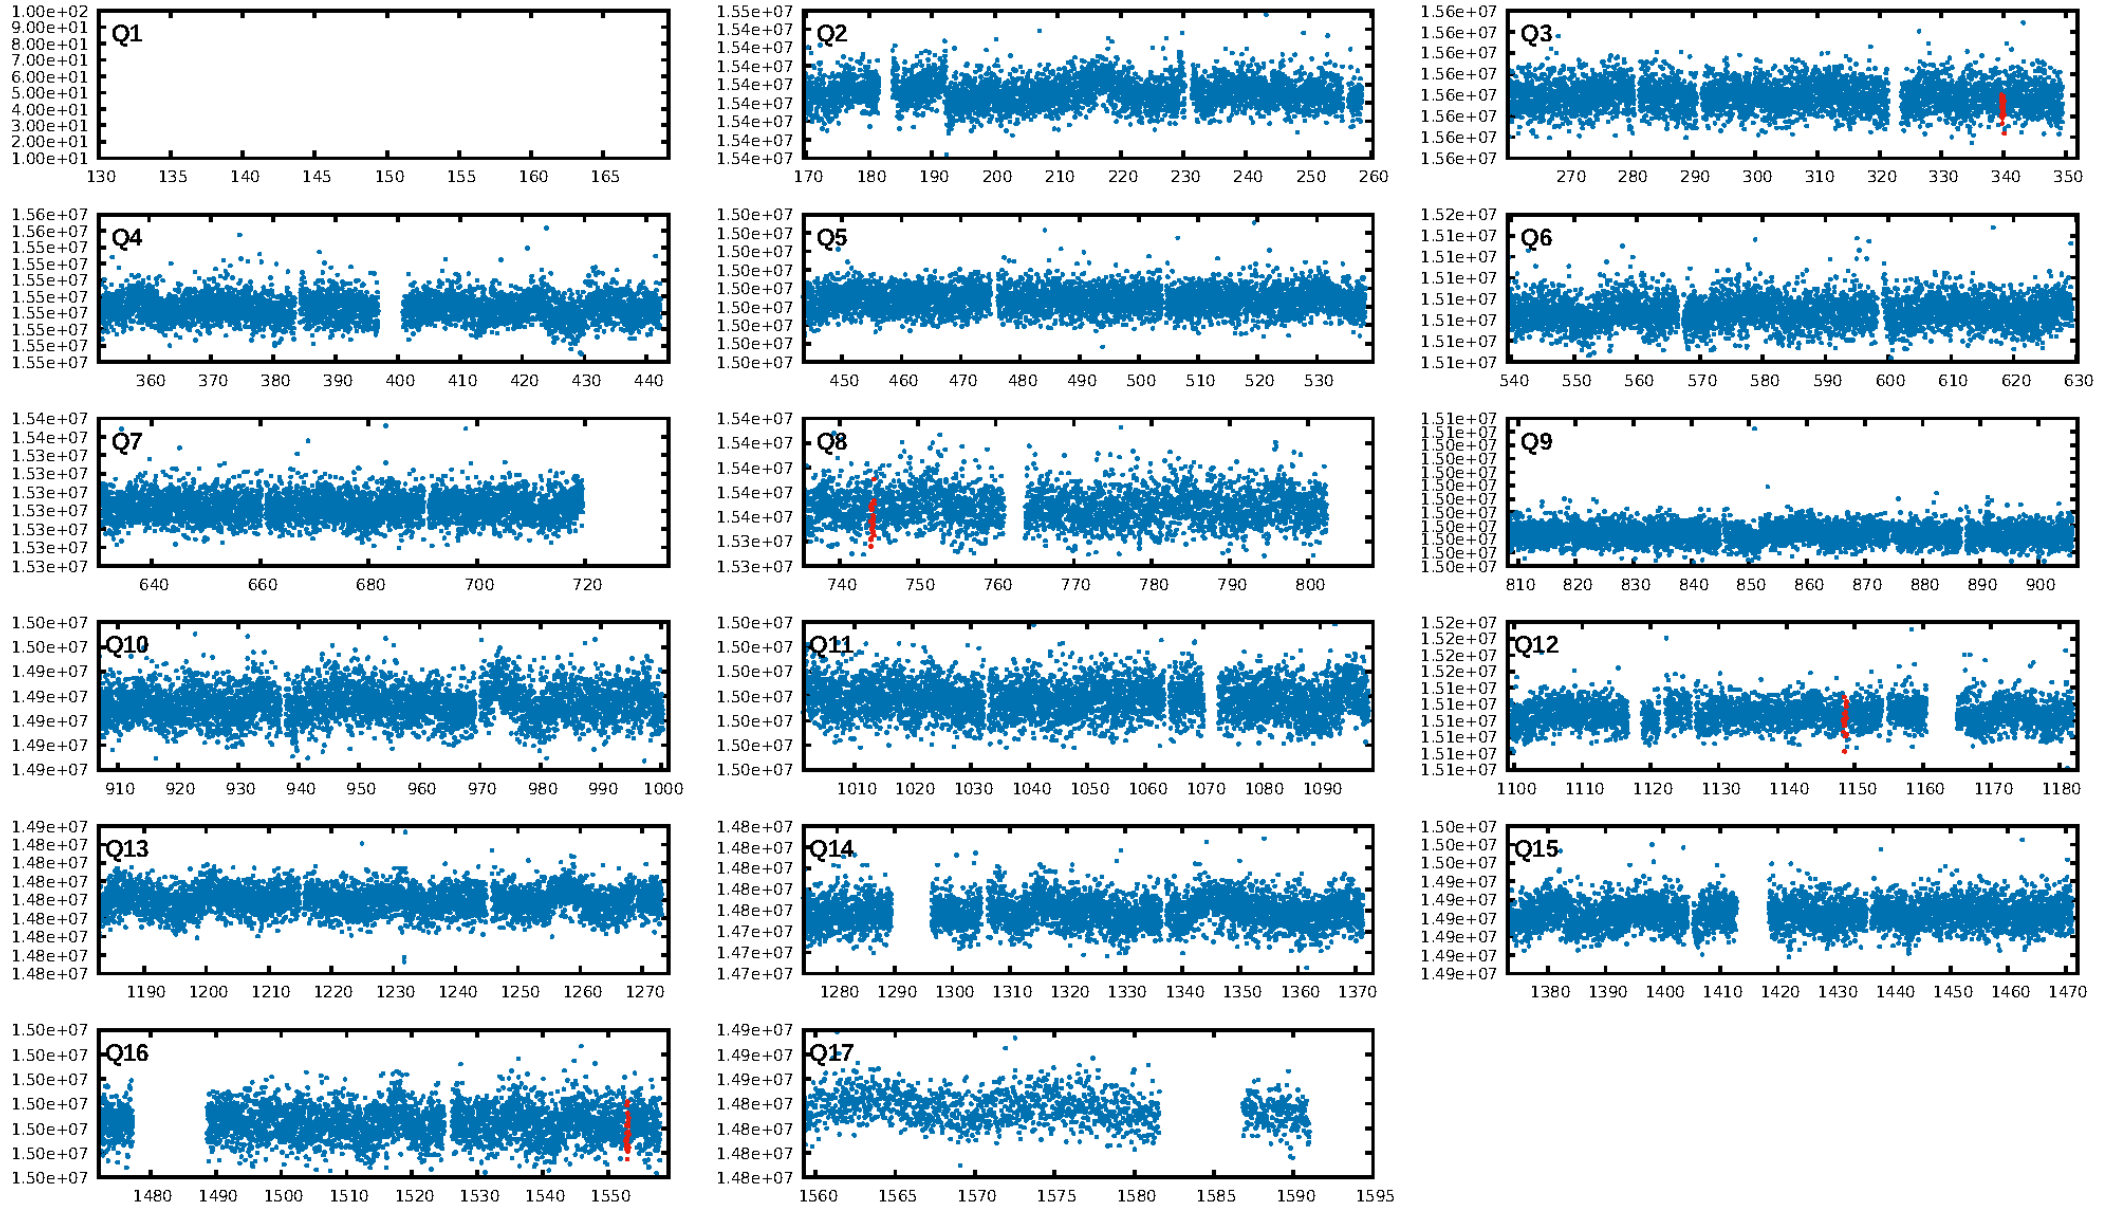 Q1
1.00e+02
9.00e+01
8.00e+01
7.00e+01
6.00e+01
5.00e+01
4.00e+01
3.00e+01
2.00e+01
1.00e+01
130 135 140 145 150 155 160 165
Q2
1.55e+07
1.54e+07
1.54e+07
1.54e+07
1.54e+07
1.54e+07
1.54e+07
1.54e+07
170 180 190 200 210 220 230 240 250 260
Q3
1.56e+07
1.56e+07
1.56e+07
1.56e+07
1.56e+07
1.56e+07
1.56e+07
1.56e+07
270 280 290 300 310 320 330 340 350
Q4
1.56e+07
1.56e+07
1.55e+07
1.55e+07
1.55e+07
1.55e+07
1.55e+07
1.55e+07
1.55e+07
1.55e+07
360 370 380 390 400 410 420 430 440
Q5
1.50e+07
1.50e+07
1.50e+07
1.50e+07
1.50e+07
1.50e+07
1.50e+07
1.50e+07
1.50e+07
450 460 470 480 490 500 510 520 530
Q6
1.52e+07
1.51e+07
1.51e+07
1.51e+07
1.51e+07
1.51e+07
1.51e+07
1.51e+07
540 550 560 570 580 590 600 610 620 630
Q7
1.54e+07
1.54e+07
1.53e+07
1.53e+07
1.53e+07
1.53e+07
1.53e+07
1.53e+07
1.53e+07
640 660 680 700 720
Q8
1.54e+07
1.54e+07
1.54e+07
1.54e+07
1.54e+07
1.53e+07
1.53e+07
740 750 760 770 780 790 800
Q9
1.51e+07
1.51e+07
1.50e+07
1.50e+07
1.50e+07
1.50e+07
1.50e+07
1.50e+07
1.50e+07
1.50e+07
1.50e+07
1.50e+07
810 820 830 840 850 860 870 880 890 900
Q10
1.50e+07
1.50e+07
1.49e+07
1.49e+07
1.49e+07
1.49e+07
1.49e+07
910 920 930 940 950 960 970 980 990 1000
Q11
1.50e+07
1.50e+07
1.50e+07
1.50e+07
1.50e+07
1.50e+07
1.50e+07
1010 1020 1030 1040 1050 1060 1070 1080 1090
Q12
1.52e+07
1.52e+07
1.52e+07
1.52e+07
1.51e+07
1.51e+07
1.51e+07
1.51e+07
1.51e+07
1.51e+07
1100 1110 1120 1130 1140 1150 1160 1170 1180
Q13
1.49e+07
1.48e+07
1.48e+07
1.48e+07
1.48e+07
1.48e+07
1.48e+07
1.48e+07
1.48e+07
1190 1200 1210 1220 1230 1240 1250 1260 1270
Q14
1.48e+07
1.48e+07
1.48e+07
1.48e+07
1.48e+07
1.47e+07
1.47e+07
1.47e+07
1280 1290 1300 1310 1320 1330 1340 1350 1360 1370
Q15
1.50e+07
1.50e+07
1.50e+07
1.49e+07
1.49e+07
1.49e+07
1.49e+07
1.49e+07
1.49e+07
1380 1390 1400 1410 1420 1430 1440 1450 1460 1470
Q16
1.50e+07
1.50e+07
1.50e+07
1.50e+07
1.50e+07
1.50e+07
1.50e+07
1480 1490 1500 1510 1520 1530 1540 1550
Q17
1.49e+07
1.49e+07
1.49e+07
1.48e+07
1.48e+07
1.48e+07
1.48e+07
1560 1565 1570 1575 1580 1585 1590 1595